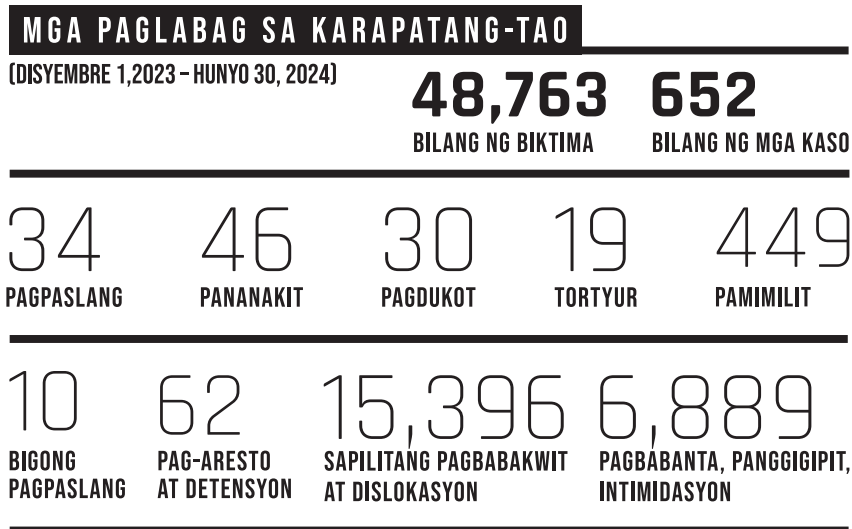 MGA PAGLABAG SA KARAPATANG-TAO
(DISYEMBRE 1,2023 – HUNYO 30, 2024)
48,763 652
BILANG NG BIKTIMA BILANG NG MGA KASO
34 46 30 19 449
PAGPASLANG PANANAKIT PAGDUKOT TORTYUR PAMIMILIT
10 62 15,396 6,889
BIGONG PAG-ARESTO SAPILITANG PAGBABAKWIT PAGBABANTA, PANGGIGIPIT,
PAGPASLANG AT DETENSYON AT DISLOKASYON INTIMIDASYON